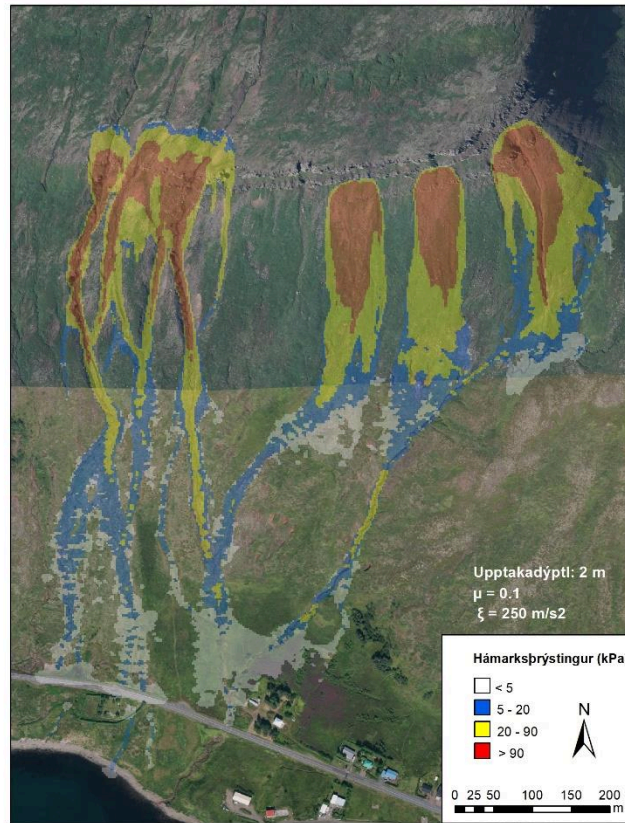 Upptakadýptl: 2 m
μ = 0.1
ξ = 250 m/s2
Hámarksþrýstingur (kPa
< 5
5 - 20
20 - 90
> 90
N
0 25 50 100 150 200
m